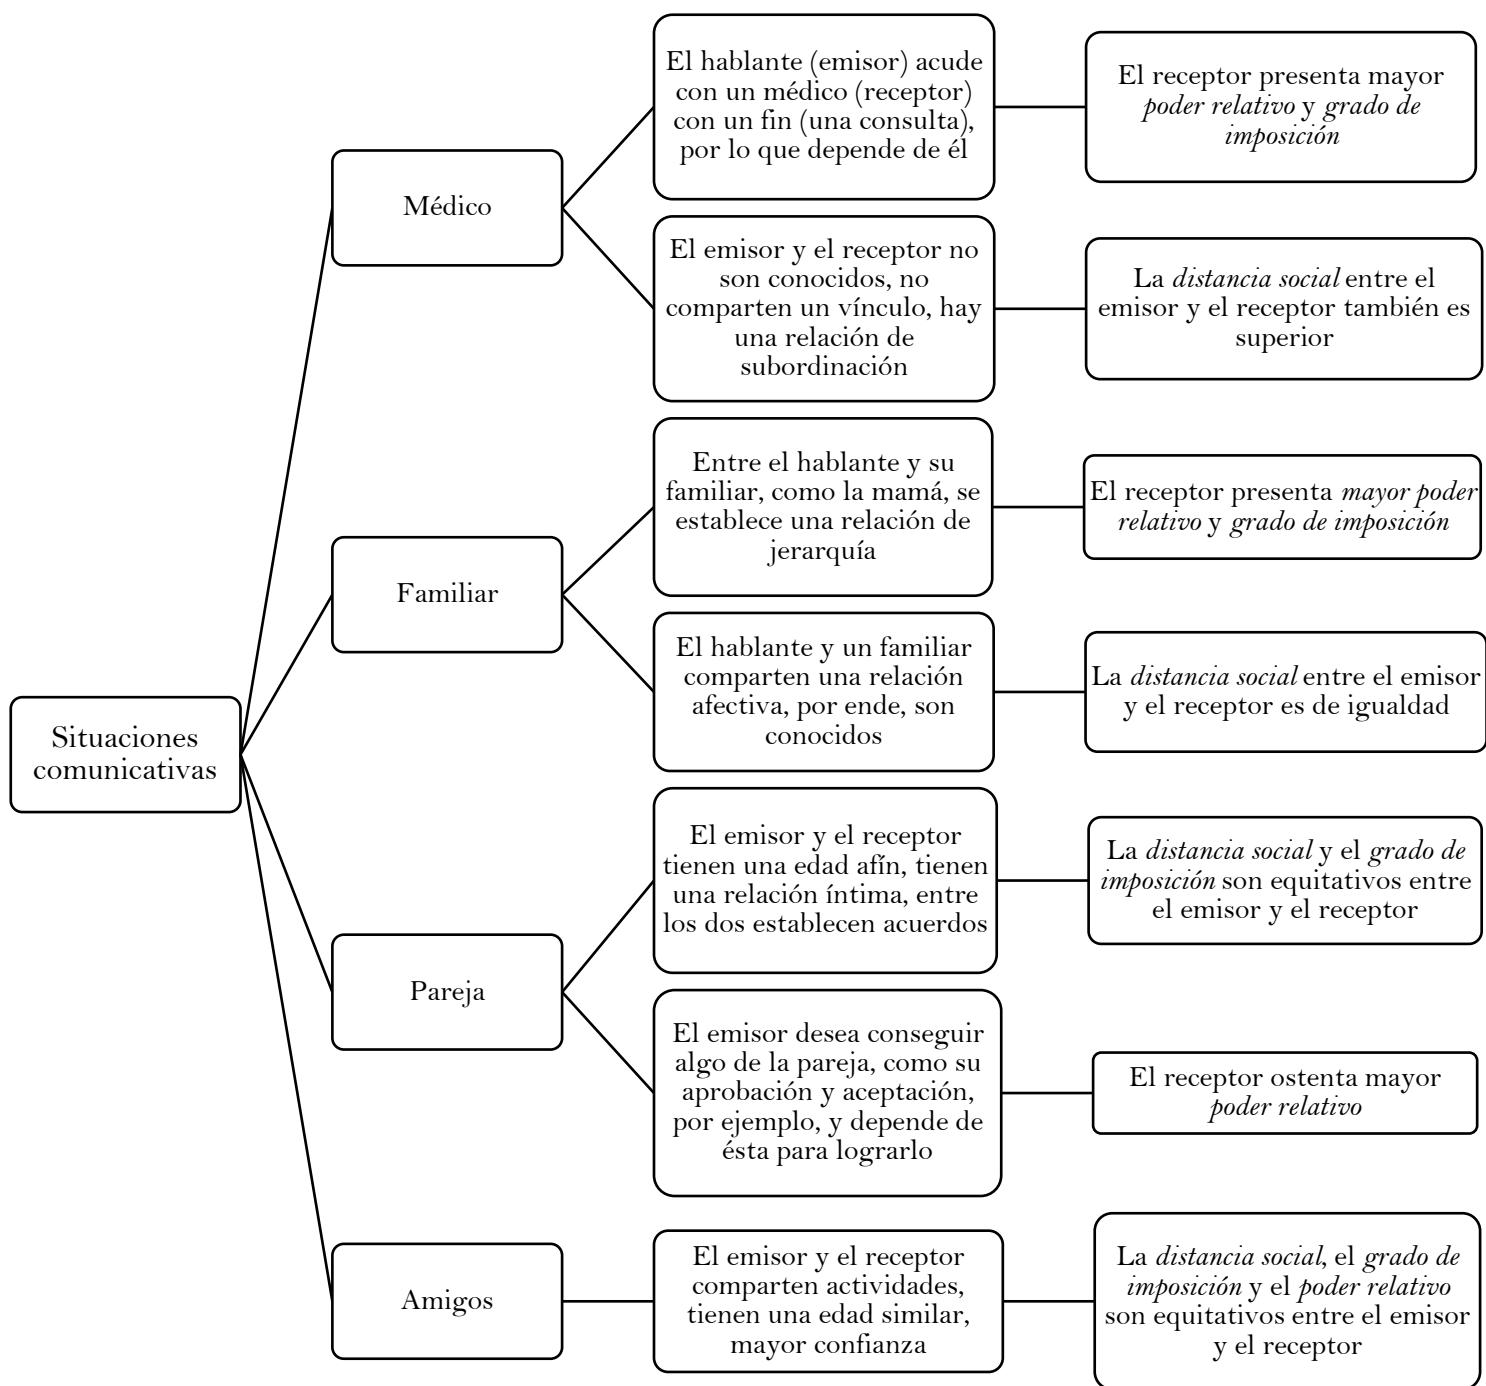 Situaciones
comunicativas
Médico
El hablante (emisor) acude
con un médico (receptor)
con un fin (una consulta),
por lo que depende de él
El receptor presenta mayor
poder relativo y grado de
imposición
El emisor y el receptor no
son conocidos, no
comparten un vínculo, hay
una relación de
subordinación
La distancia social entre el
emisor y el receptor también es
superior
Familiar
Entre el hablante y su
familiar, como la mamá, se
establece una relación de
jerarquía
El receptor presenta mayor poder
relativo y grado de imposición
El hablante y un familiar
comparten una relación
afectiva, por ende, son
conocidos
La distancia social entre el emisor
y el receptor es de igualdad
Pareja
El emisor y el receptor
tienen una edad afín, tienen
una relación íntima, entre
los dos establecen acuerdos
La distancia social y el grado de
imposición son equitativos entre
el emisor y el receptor
El emisor desea conseguir
algo de la pareja, como su
aprobación y aceptación,
por ejemplo, y depende de
ésta para lograrlo
El receptor ostenta mayor
poder relativo
Amigos
El emisor y el receptor
comparten actividades,
tienen una edad similar,
mayor confianza
La distancia social, el grado de
imposición y el poder relativo
son equitativos entre el emisor
y el receptor